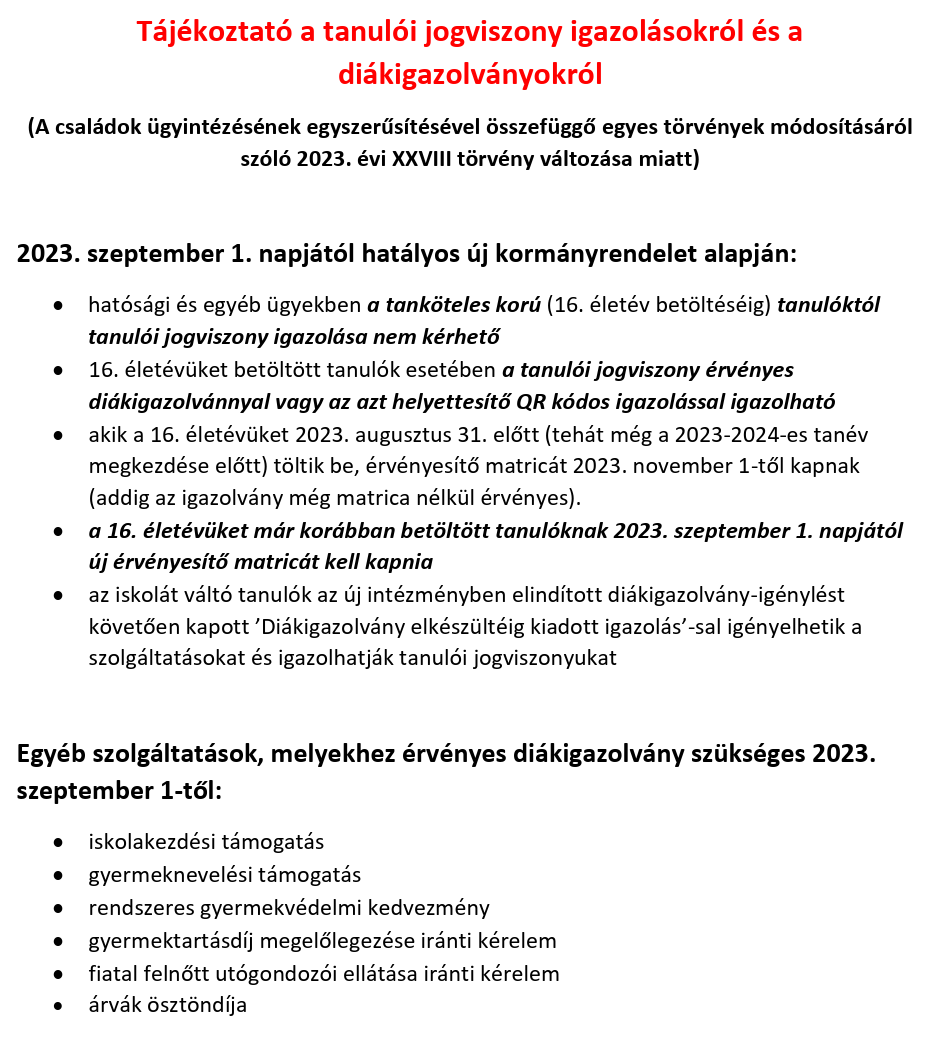 Tájékoztató a tanulói jogviszony igazolásokról és a
diákigazolványokról
(A családok ügyintézésének egyszerűsítésével összefüggő egyes törvények módosításáról
szóló 2023. évi XXVIII törvény változása miatt)
2023. szeptember 1. napjától hatályos új kormányrendelet alapján:
• hatósági és egyéb ügyekben a tanköteles korú (16. életév betöltéséig) tanulóktól
tanulói jogviszony igazolása nem kérhető
• 16. életévüket betöltött tanulók esetében a tanulói jogviszony érvényes
diákigazolvánnyal vagy az azt helyettesítő QR kódos igazolással igazolható
• akik a 16. életévüket 2023. augusztus 31. előtt (tehát még a 2023-2024-es tanév
megkezdése előtt) töltik be, érvényesítő matricát 2023. november 1-től kapnak
(addig az igazolvány még matrica nélkül érvényes).
• a 16. életévüket már korábban betöltött tanulóknak 2023. szeptember 1. napjától
új érvényesítő matricát kell kapnia
• az iskolát váltó tanulók az új intézményben elindított diákigazolvány-igénylést
követően kapott ’Diákigazolvány elkészültéig kiadott igazolás’-sal igényelhetik a
szolgáltatásokat és igazolhatják tanulói jogviszonyukat
Egyéb szolgáltatások, melyekhez érvényes diákigazolvány szükséges 2023.
szeptember 1-től:
• iskolakezdési támogatás
• gyermeknevelési támogatás
• rendszeres gyermekvédelmi kedvezmény
• gyermektartásdíj megelőlegezése iránti kérelem
• fiatal felnőtt utógondozói ellátása iránti kérelem
• árvák ösztöndíja